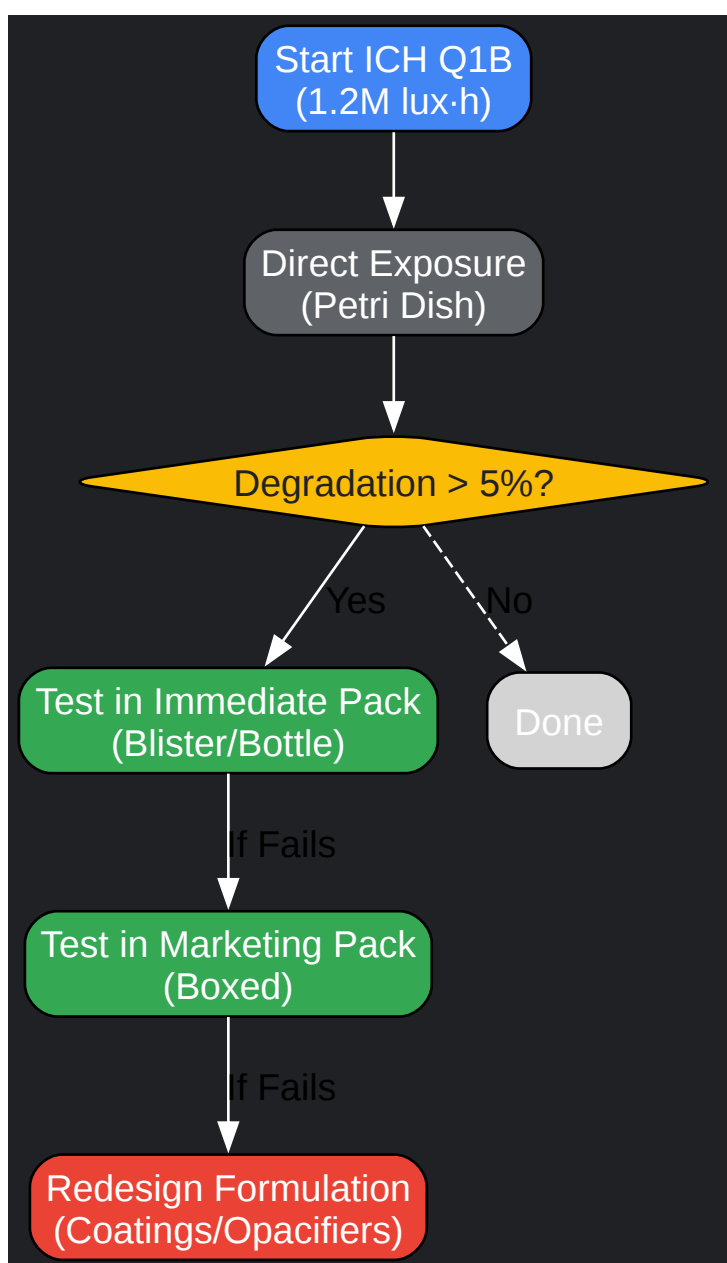 Start ICH Q1B
(1.2M lux·h)
Direct Exposure
(Petri Dish)
Degradation > 5%?
Yes
No
Test in Immediate Pack
(Blister/Bottle)
Done
If Fails
Test in Marketing Pack
(Boxed)
If Fails
Redesign Formulation
(Coatings/Opacifiers)